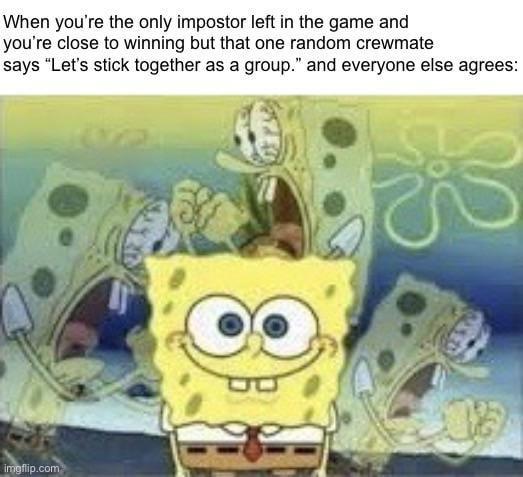 When you’re the only impostor left in the game and
you’re close to winning but that one random crewmate
says “Let’s stick together as a group.” and everyone else agrees:
imgflip.com